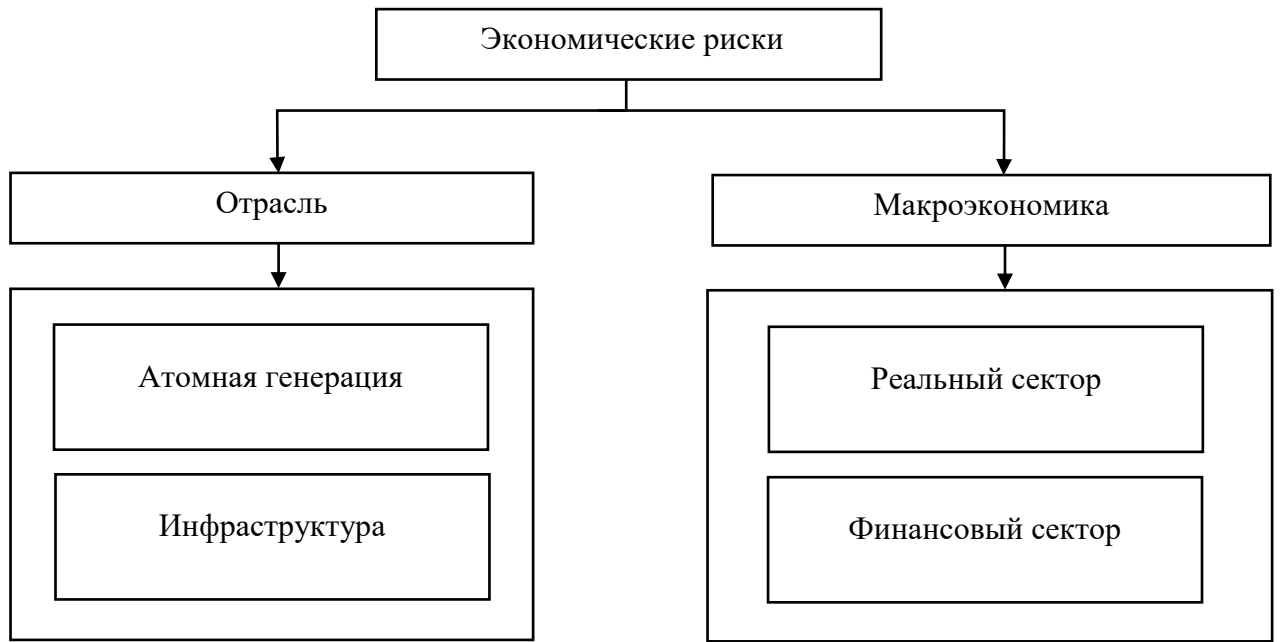 Экономические риски
Отрасль
Макроэкономика
Атомная генерация
Реальный сектор
Инфраструктура
Финансовый сектор